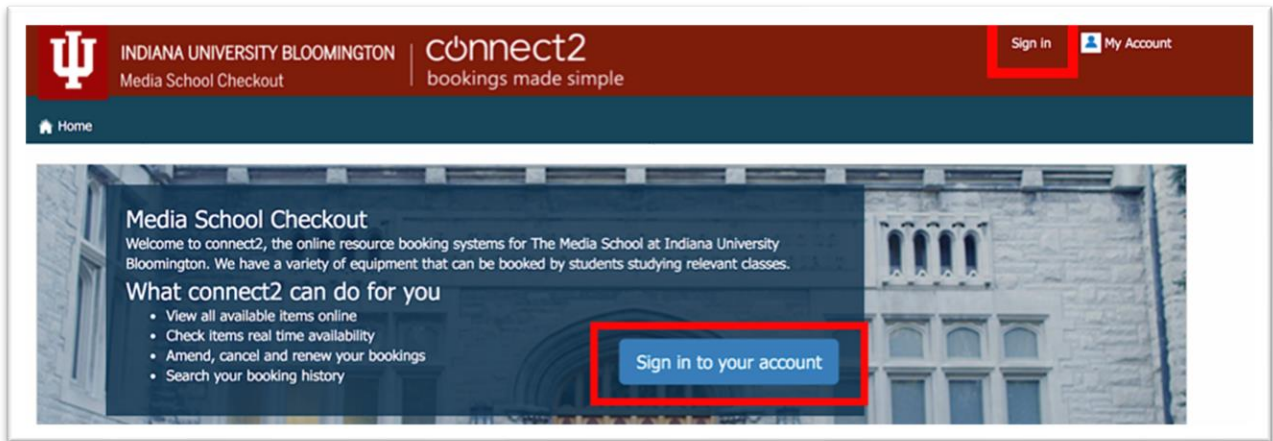 INDIANA UNIVERSITY BLOOMINGTON
Media School Checkout
connect2
bookings made simple
Sign in
My Account
Home
Media School Checkout
Welcome to connect2, the online resource booking systems for The Media School at Indiana University
Bloomington. We have a variety of equipment that can be booked by students studying relevant classes.
What connect2 can do for you
• View all available items online
• Check items real time availability
• Amend, cancel and renew your bookings
• Search your booking history
Sign in to your account